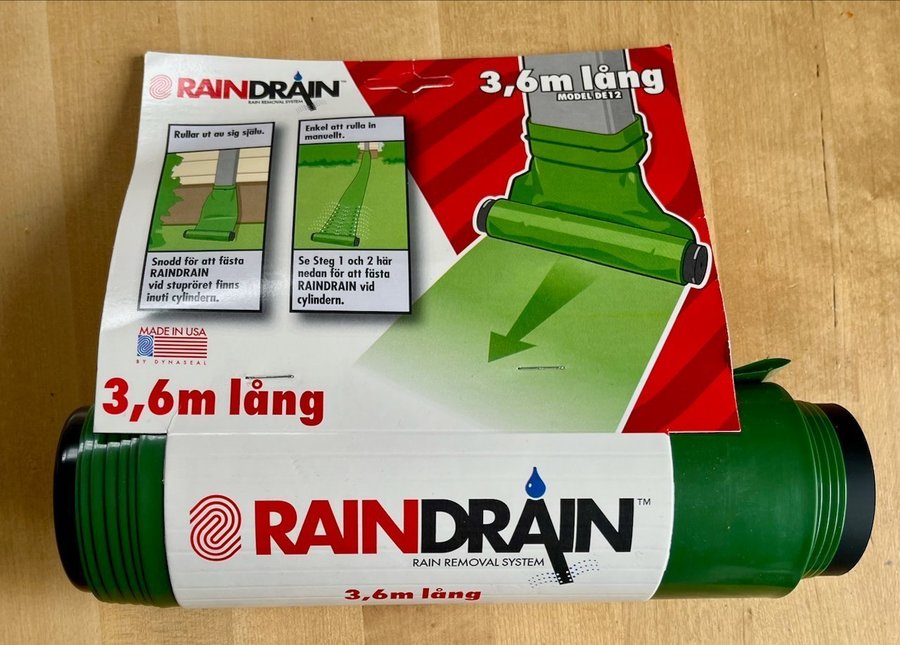 RAINDRAIN™
RAIN REMOVAL SYSTEM
3,6m lång
MODEL DE12
Rullar ut av sig själv.
Enkel att rulla in
manuellt.
Snodd för att fästa
RAINDRAIN
vid stupröret finns
inuti cylindern.
Se Steg 1 och 2 här
nedan för att fästa
RAINDRAIN vid
cylindern.
MADE IN USA
BY DYNASEAL
3,6m lång
RAINDRAIN™
RAIN REMOVAL SYSTEM
3,6m lång